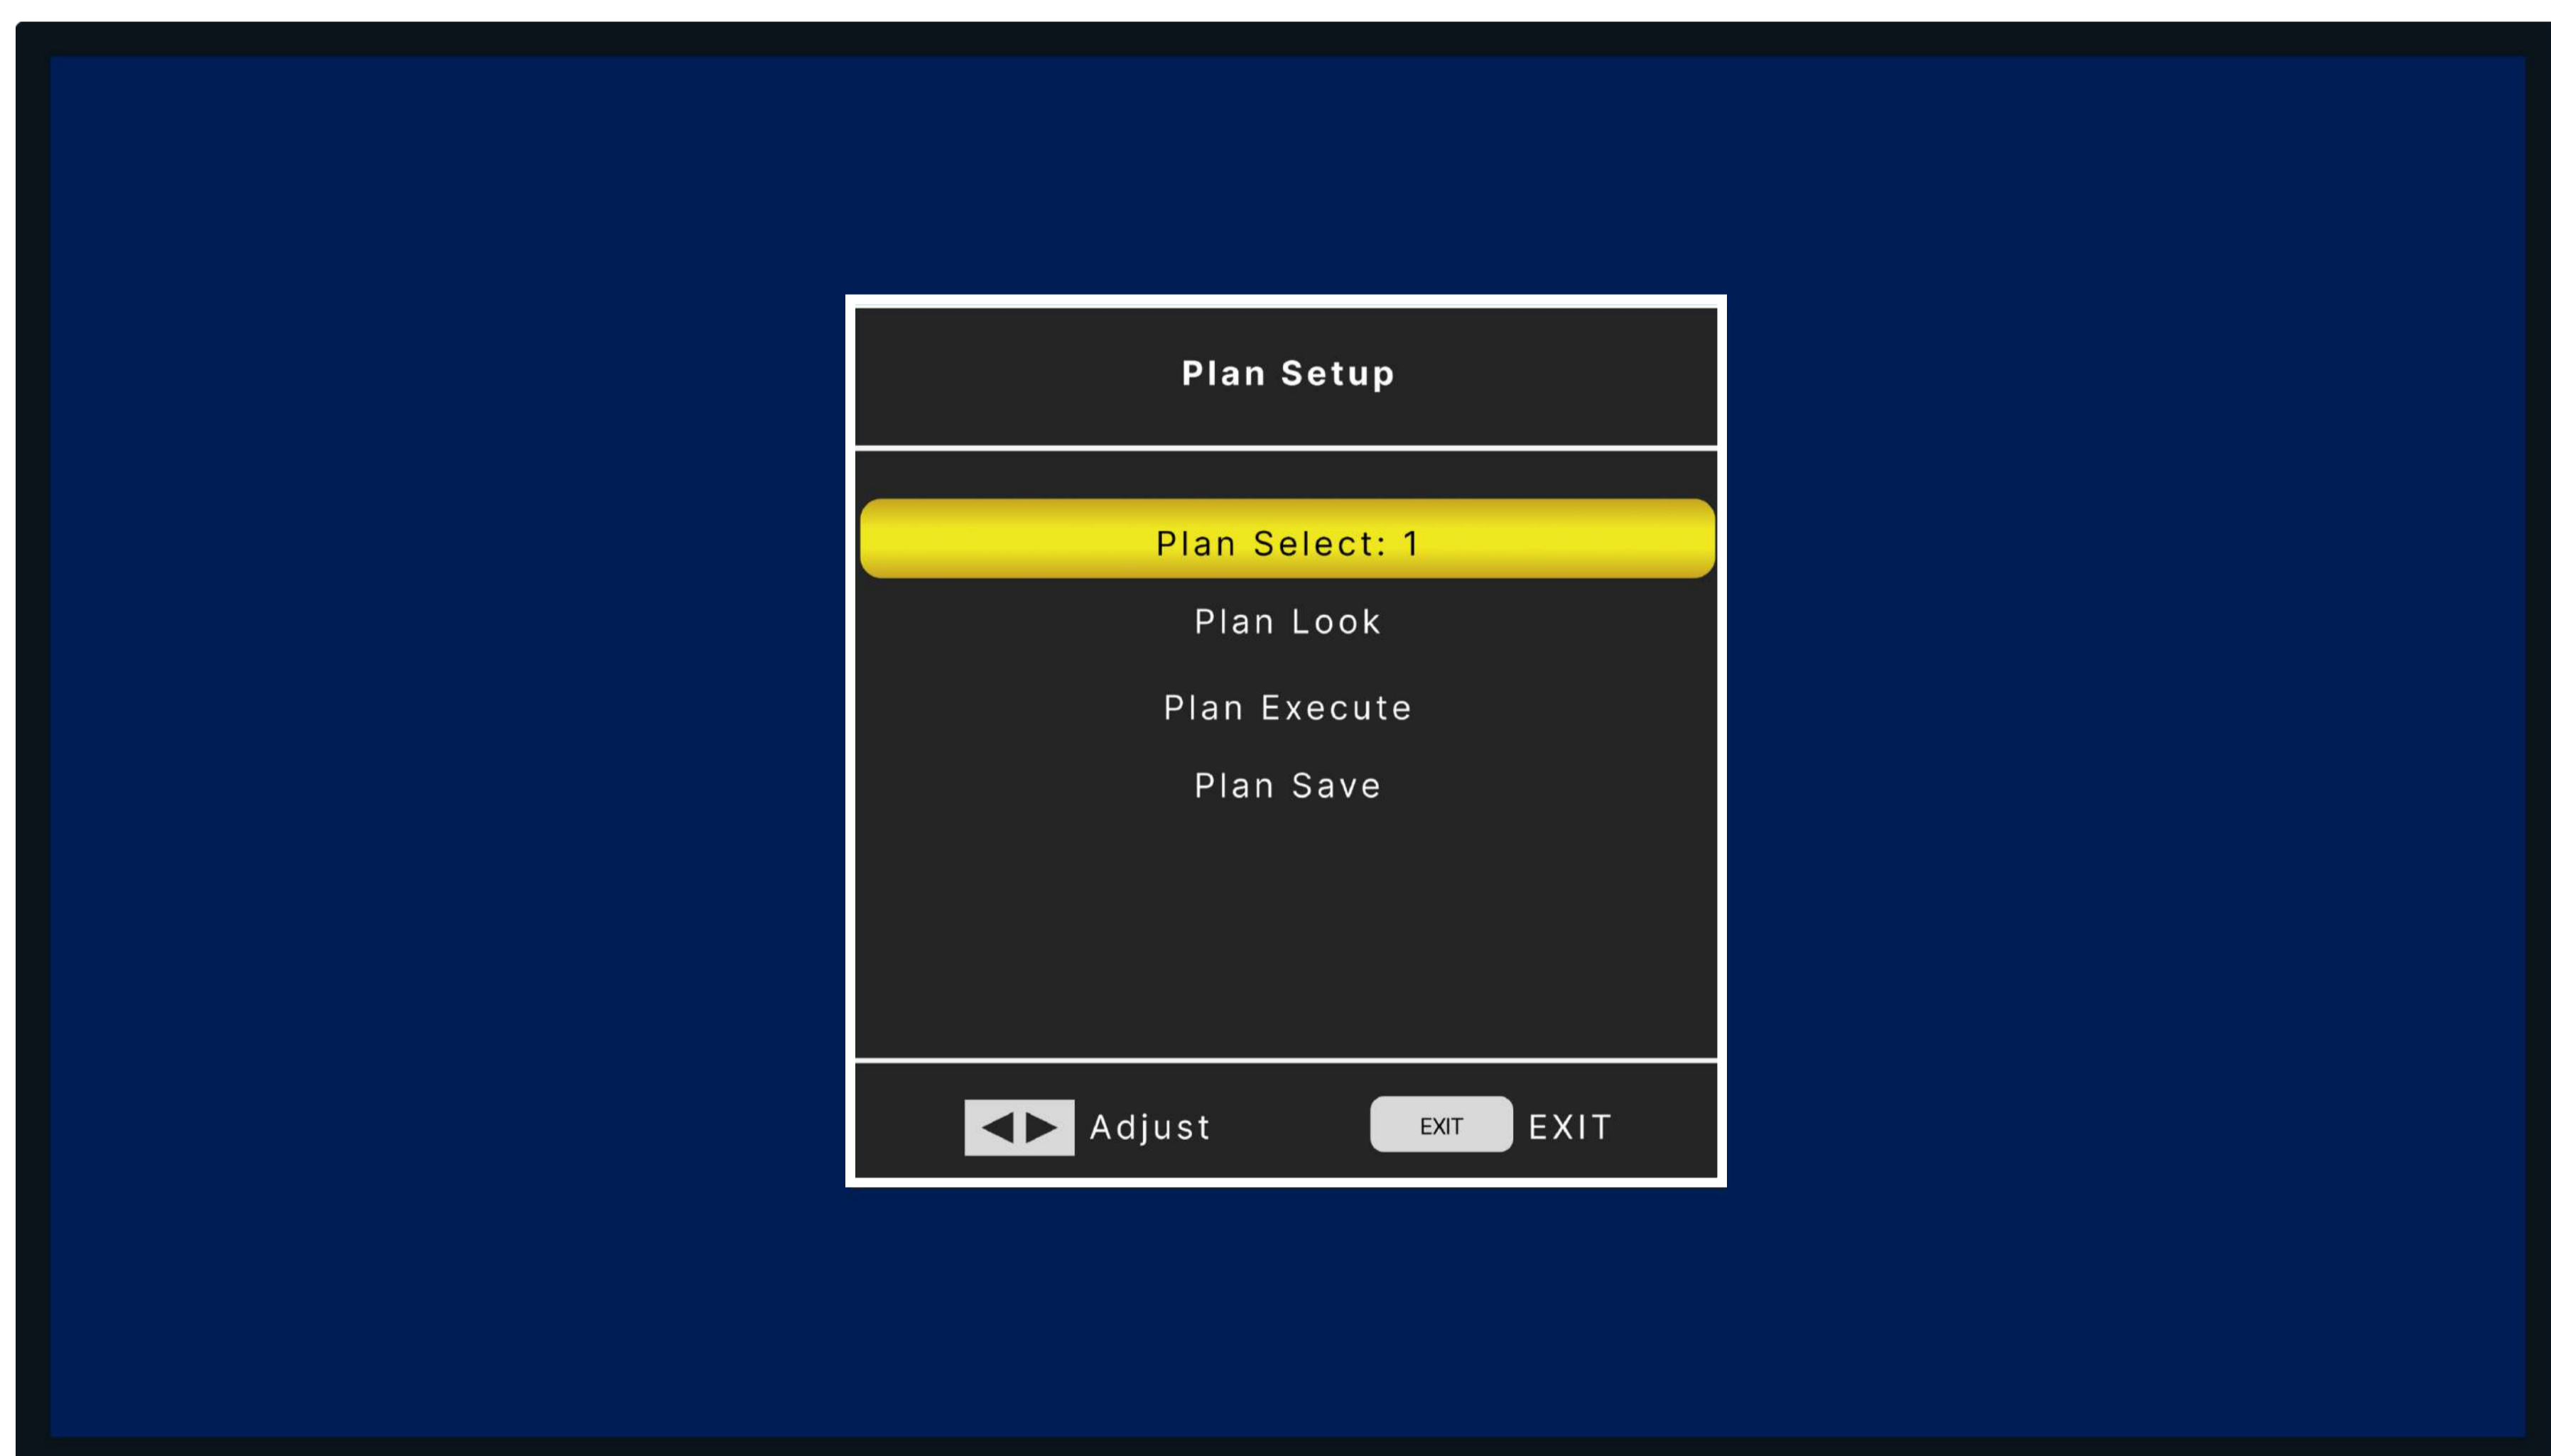 Plan Setup
Plan Select: 1
Plan Look
Plan Execute
Plan Save
Adjust EXIT EXIT